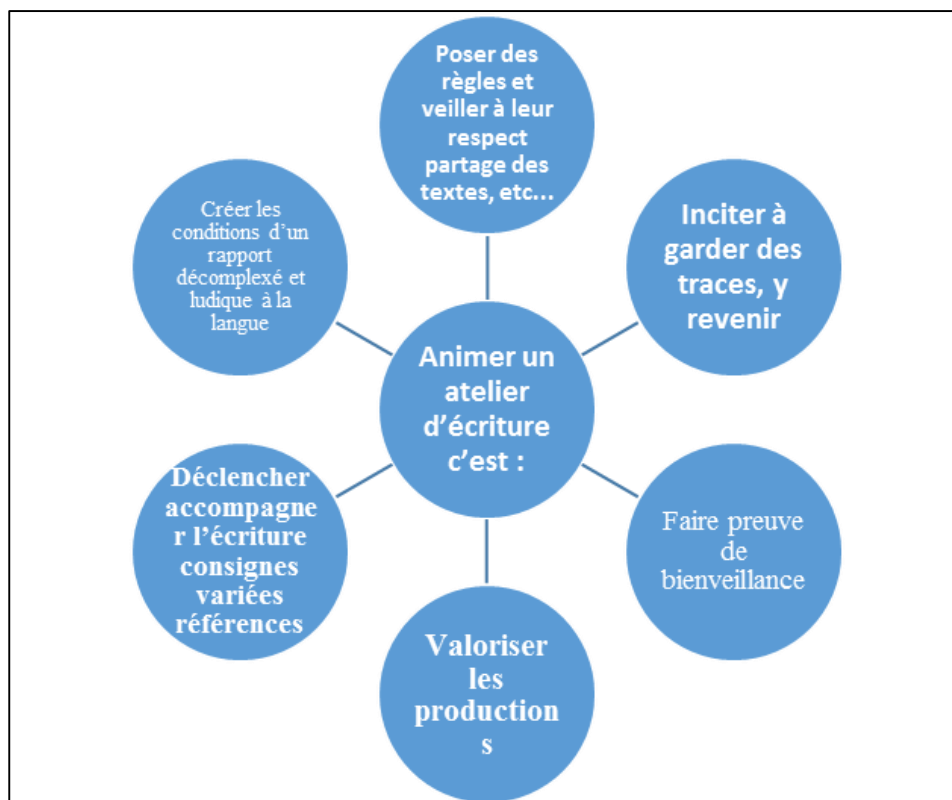 Poser des
règles et
veiller à leur
respect
partage des
textes, etc...
Inciter à
garder des
traces, y
revenir
Faire preuve
de
bienveillance
Valoriser
les
production
s
Déclencher
accompagne
r l'écriture
consignes
variées
références
Créer les
conditions d'un
rapport
décomplexé et
ludique à la
langue
Animer un
atelier
d'écriture
c'est :